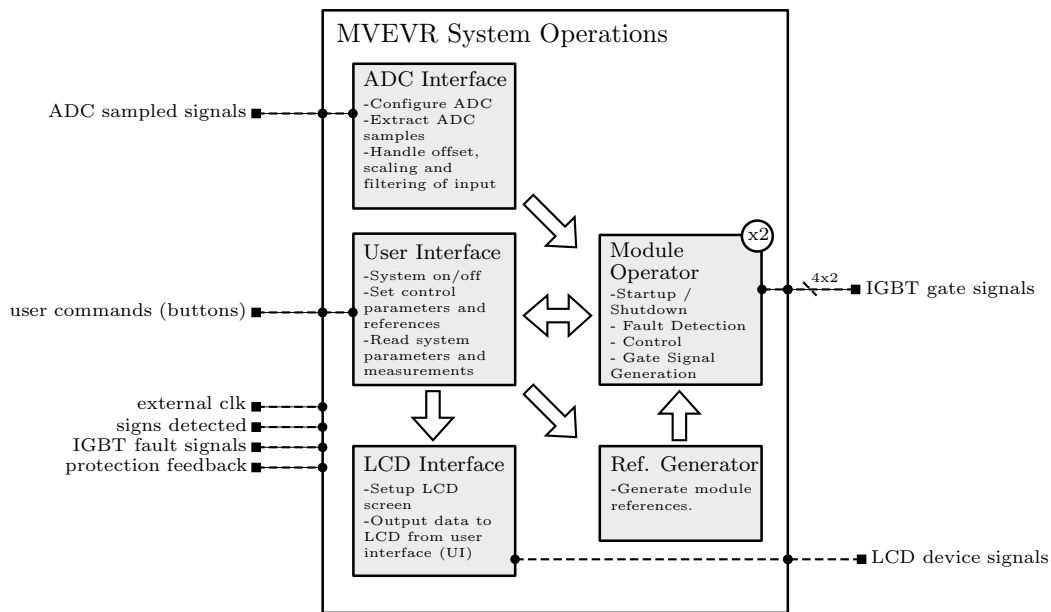 MVEVR System Operations
ADC sampled signals
ADC Interface
-Configure ADC
-Extract ADC
samples
-Handle offset,
scaling and
filtering of input
user commands (buttons)
User Interface
-System on/off
-Set control
parameters and
references
-Read system
parameters and
measurements
x2
Module
Operator
-Startup /
Shutdown
- Fault Detection
- Control
- Gate Signal
Generation
4x2
IGBT gate signals
external clk
signs detected
IGBT fault signals
protection feedback
LCD Interface
-Setup LCD
screen
-Output data to
LCD from user
interface (UI)
Ref. Generator
-Generate module
references.
LCD device signals